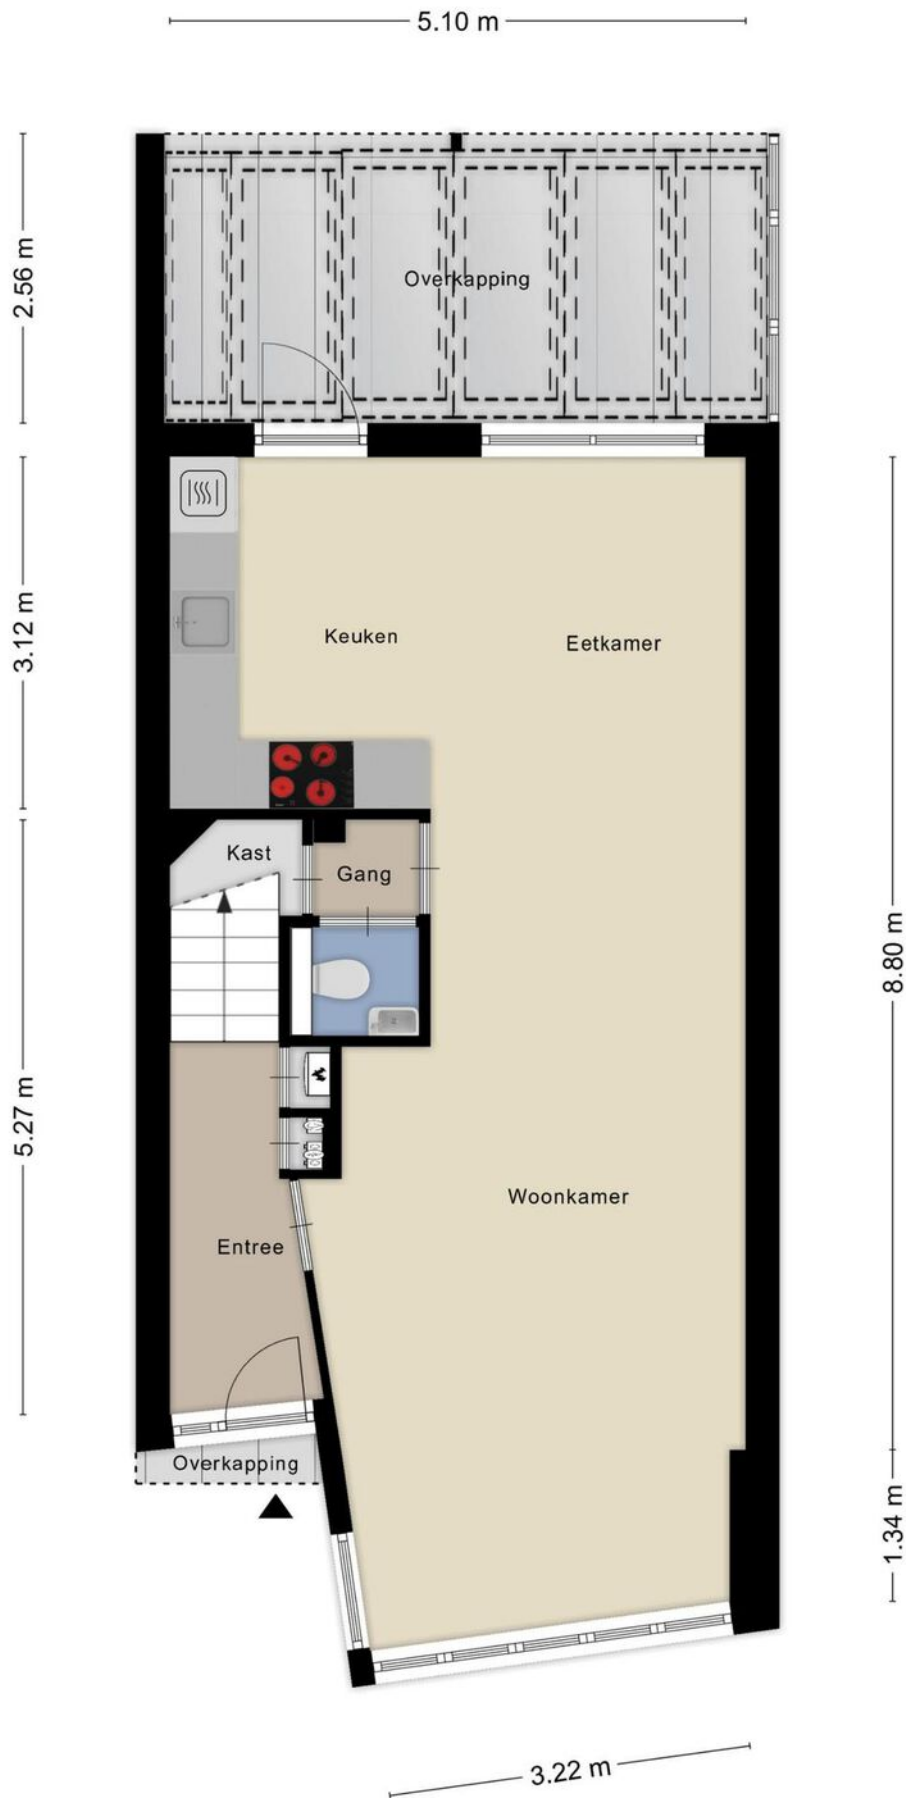 5.10 m
2.56 m
Overkapping
3.12 m
Keuken
Eetkamer
Kast
Gang
8.80 m
5.27 m
Woonkamer
Entree
Overkapping
1.34 m
3.22 m